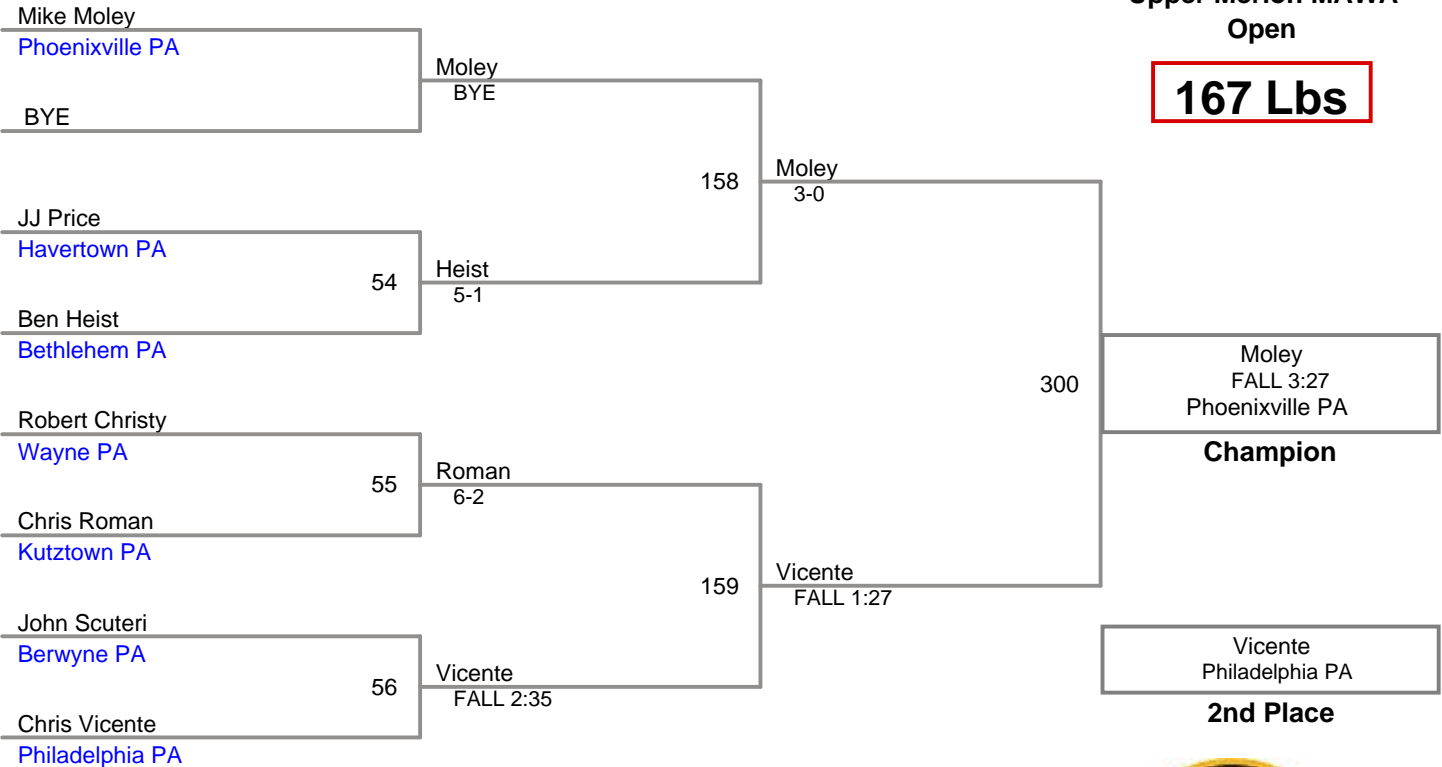 Upper Merion MAWA
Open
167 Lbs
Mike Moley
Phoenixville PA
BYE
Moley
BYE
JJ Price
Havertown PA
54
Ben Heist
Bethlehem PA
Heist
5-1
158
Moley
3-0
Robert Christy
Wayne PA
55
Chris Roman
Kutztown PA
Roman
6-2
John Scuteri
Berwyne PA
56
Chris Vicente
Philadelphia PA
Vicente
FALL 2:35
159
Vicente
FALL 1:27
300
Moley
FALL 3:27
Phoenixville PA
Champion
Vicente
Philadelphia PA
2nd Place